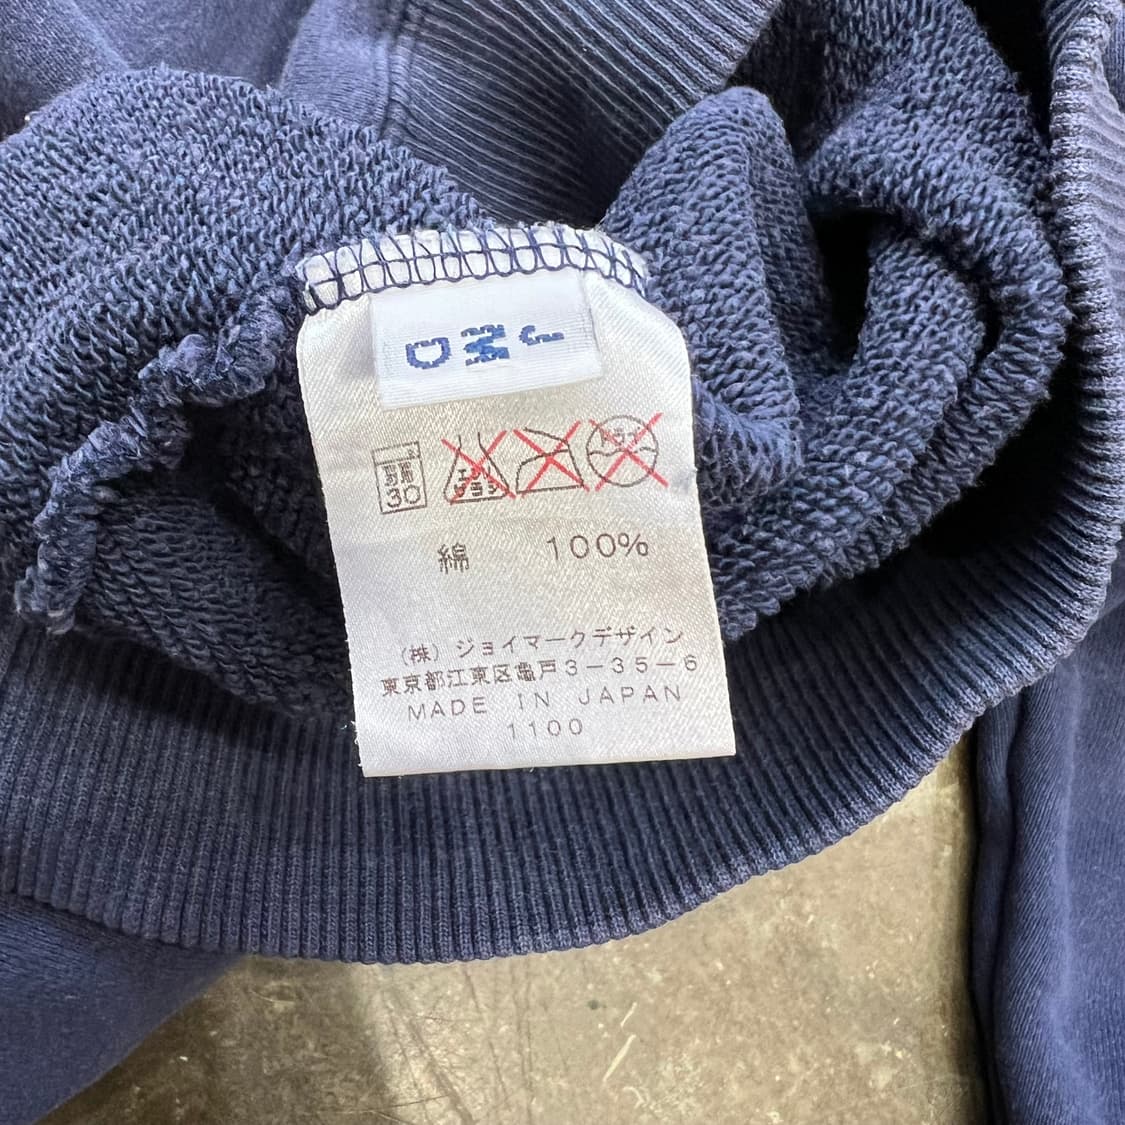 JMD
30
綿 100%
(株) ジョイマークデザイン
東京都江東区亀戸3-35-6
MADE IN JAPAN
1100